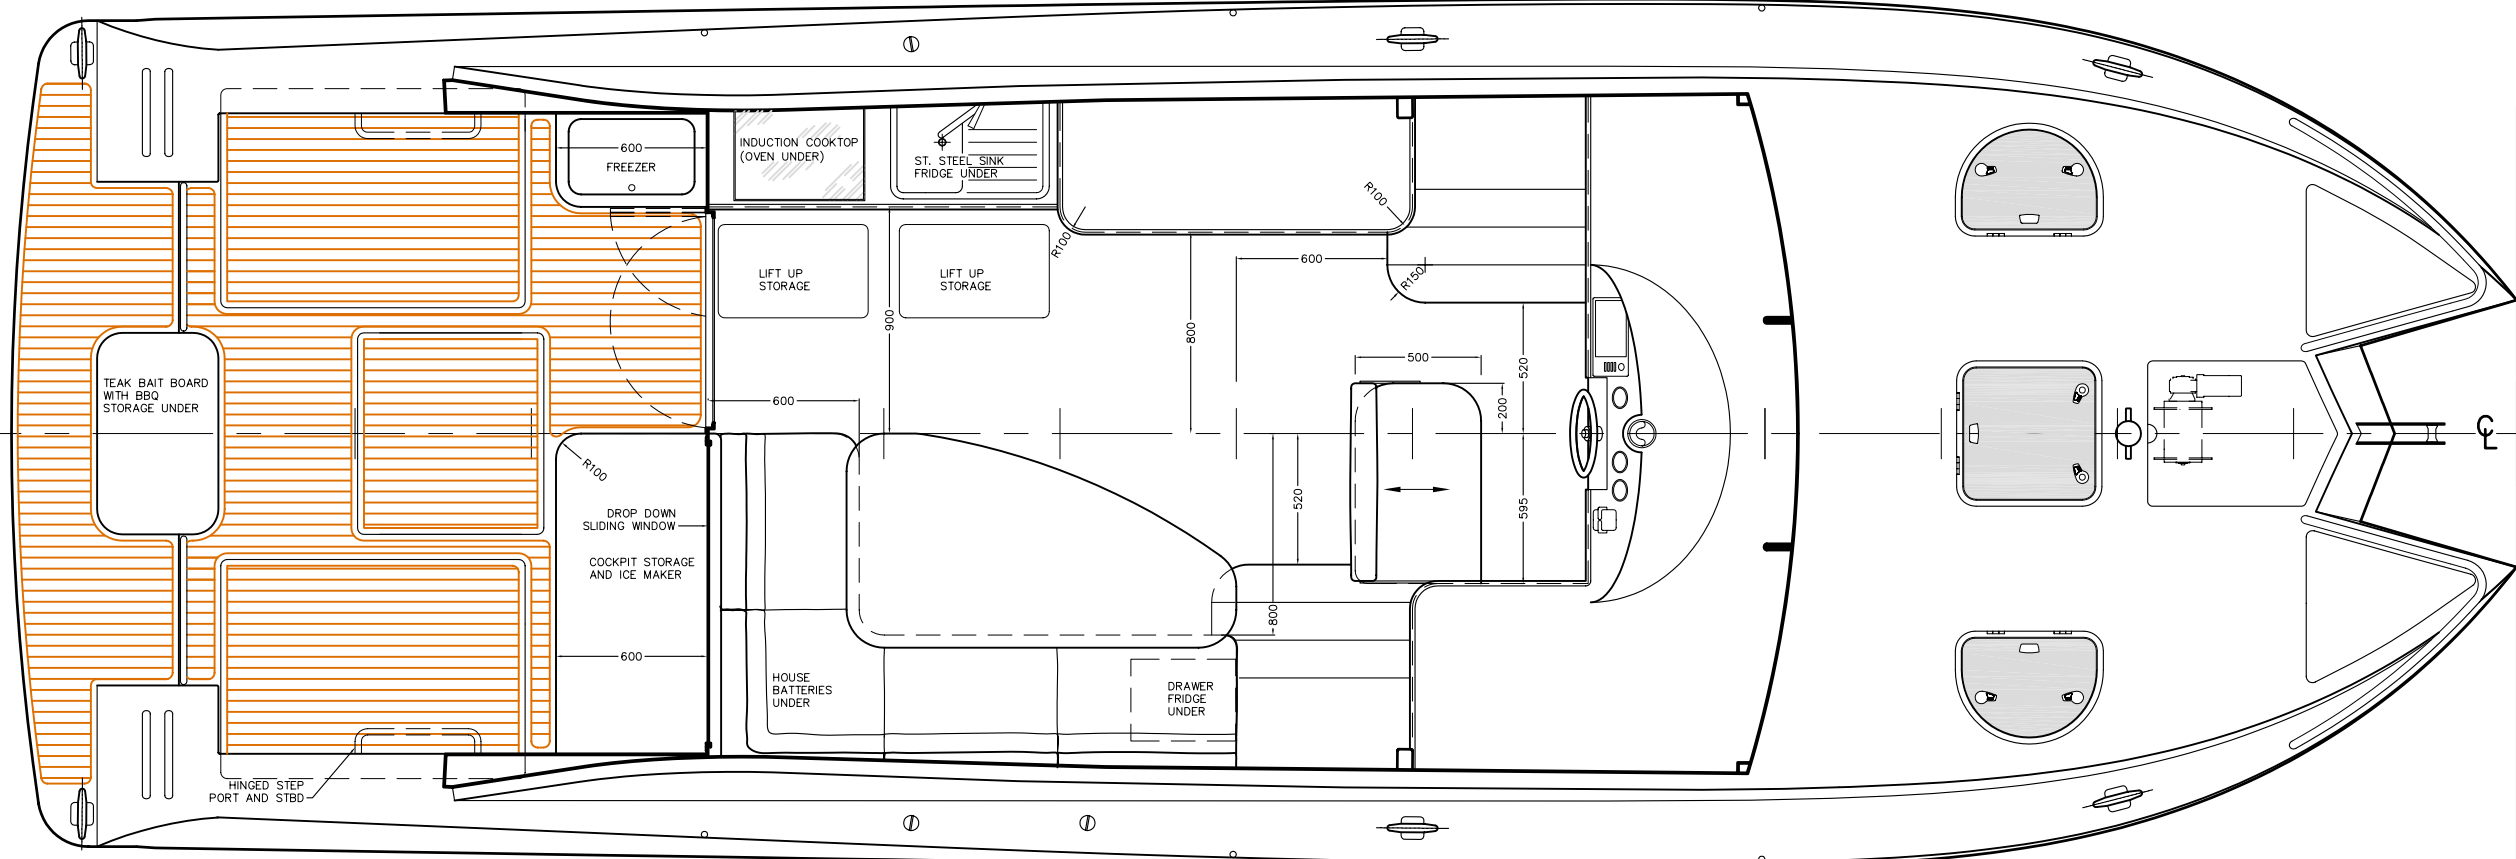 600
FREEZER
INDUCTION COOKTOP
(OVEN UNDER)
ST. STEEL SINK
FRIDGE UNDER
R100
R100
LIFT UP
STORAGE
LIFT UP
STORAGE
600
R150
900
800
520
500
200
600
TEAK BAIT BOARD
WITH BBQ
STORAGE UNDER
R100
DROP DOWN
SLIDING WINDOW
COCKPIT STORAGE
AND ICE MAKER
520
595
800
600
HOUSE
BATTERIES
UNDER
DRAWER
FRIDGE
UNDER
HINGED STEP
PORT AND STBD
CL